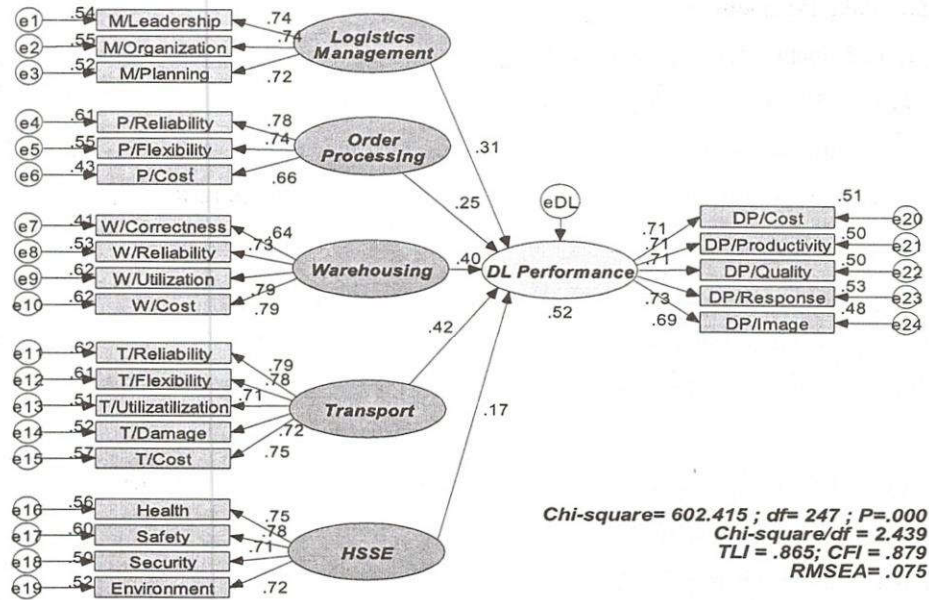 e1 .54 M/Leadership .74
e2 .55 M/Organization .74
e3 .52 M/Planning .72
Logistics
Management
e4 .61 P/Reliability .78
e5 .55 P/Flexibility .74
e6 .43 P/Cost .66
Order
Processing
e7 .41 W/Correctness .64
e8 .53 W/Reliability .73
e9 .62 W/Utilization .79
e10 .62 W/Cost .79
Warehousing
e11 .62 T/Reliability .79
e12 .61 T/Flexibility .78
e13 .51 T/Utilizatilization .71
e14 .52 T/Damage .72
e15 .57 T/Cost .75
Transport
e16 .56 Health .75
e17 .60 Safety .78
e18 .50 Security .71
e19 .52 Environment .72
HSSE
.31
.25
.40
.42
.17
eDL
DL Performance
.52
.71 DP/Cost .51 e20
.71 DP/Productivity .50 e21
.71 DP/Quality .50 e22
.73 DP/Response .53 e23
.69 DP/Image .48 e24
Chi-square= 602.415 ; df= 247 ; P=.000
Chi-square/df = 2.439
TLI = .865; CFI = .879
RMSEA= .075